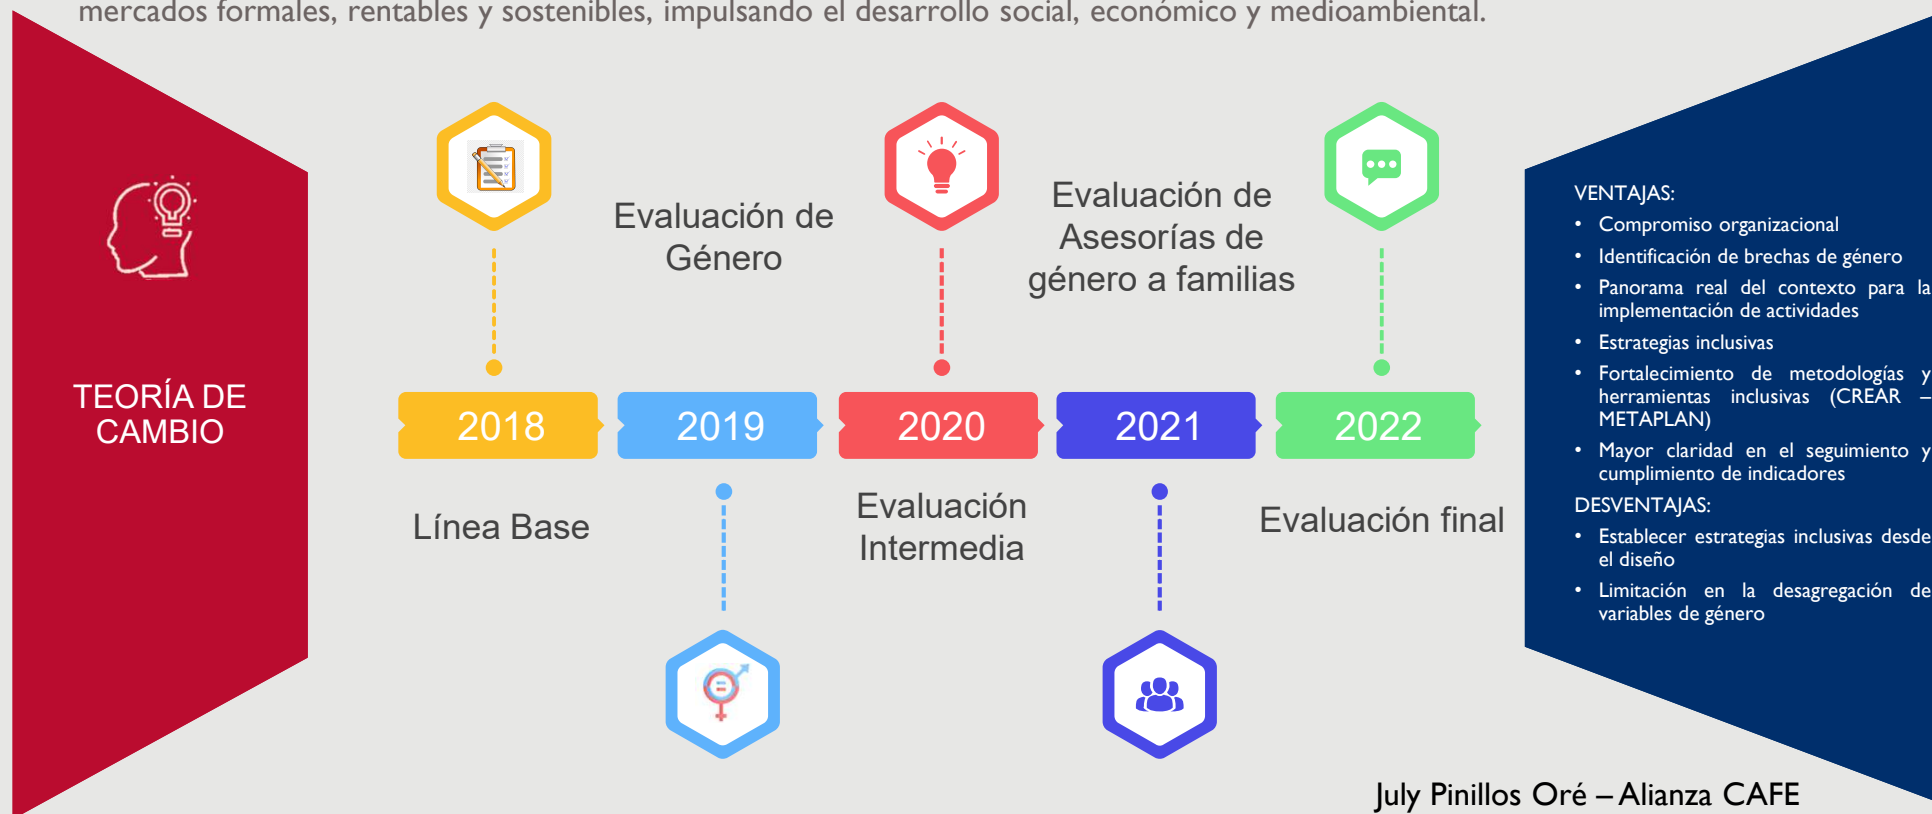 mercados formales, rentables y sostenibles, impulsando el desarrollo social, económico y medioambiental.
TEORÍA DE
CAMBIO
Evaluación de
Género
Evaluación de
Asesorías de
género a familias
2018
2019
2020
2021
2022
Línea Base
Evaluación
Intermedia
Evaluación final
VENTAJAS:
• Compromiso organizacional
• Identificación de brechas de género
• Panorama real del contexto para la
implementación de actividades
• Estrategias inclusivas
• Fortalecimiento de metodologías y
herramientas inclusivas (CREAR –
METAPLAN)
• Mayor claridad en el seguimiento y
cumplimiento de indicadores
DESVENTAJAS:
• Establecer estrategias inclusivas desde
el diseño
• Limitación en la desagregación de
variables de género
July Pinillos Oré – Alianza CAFE